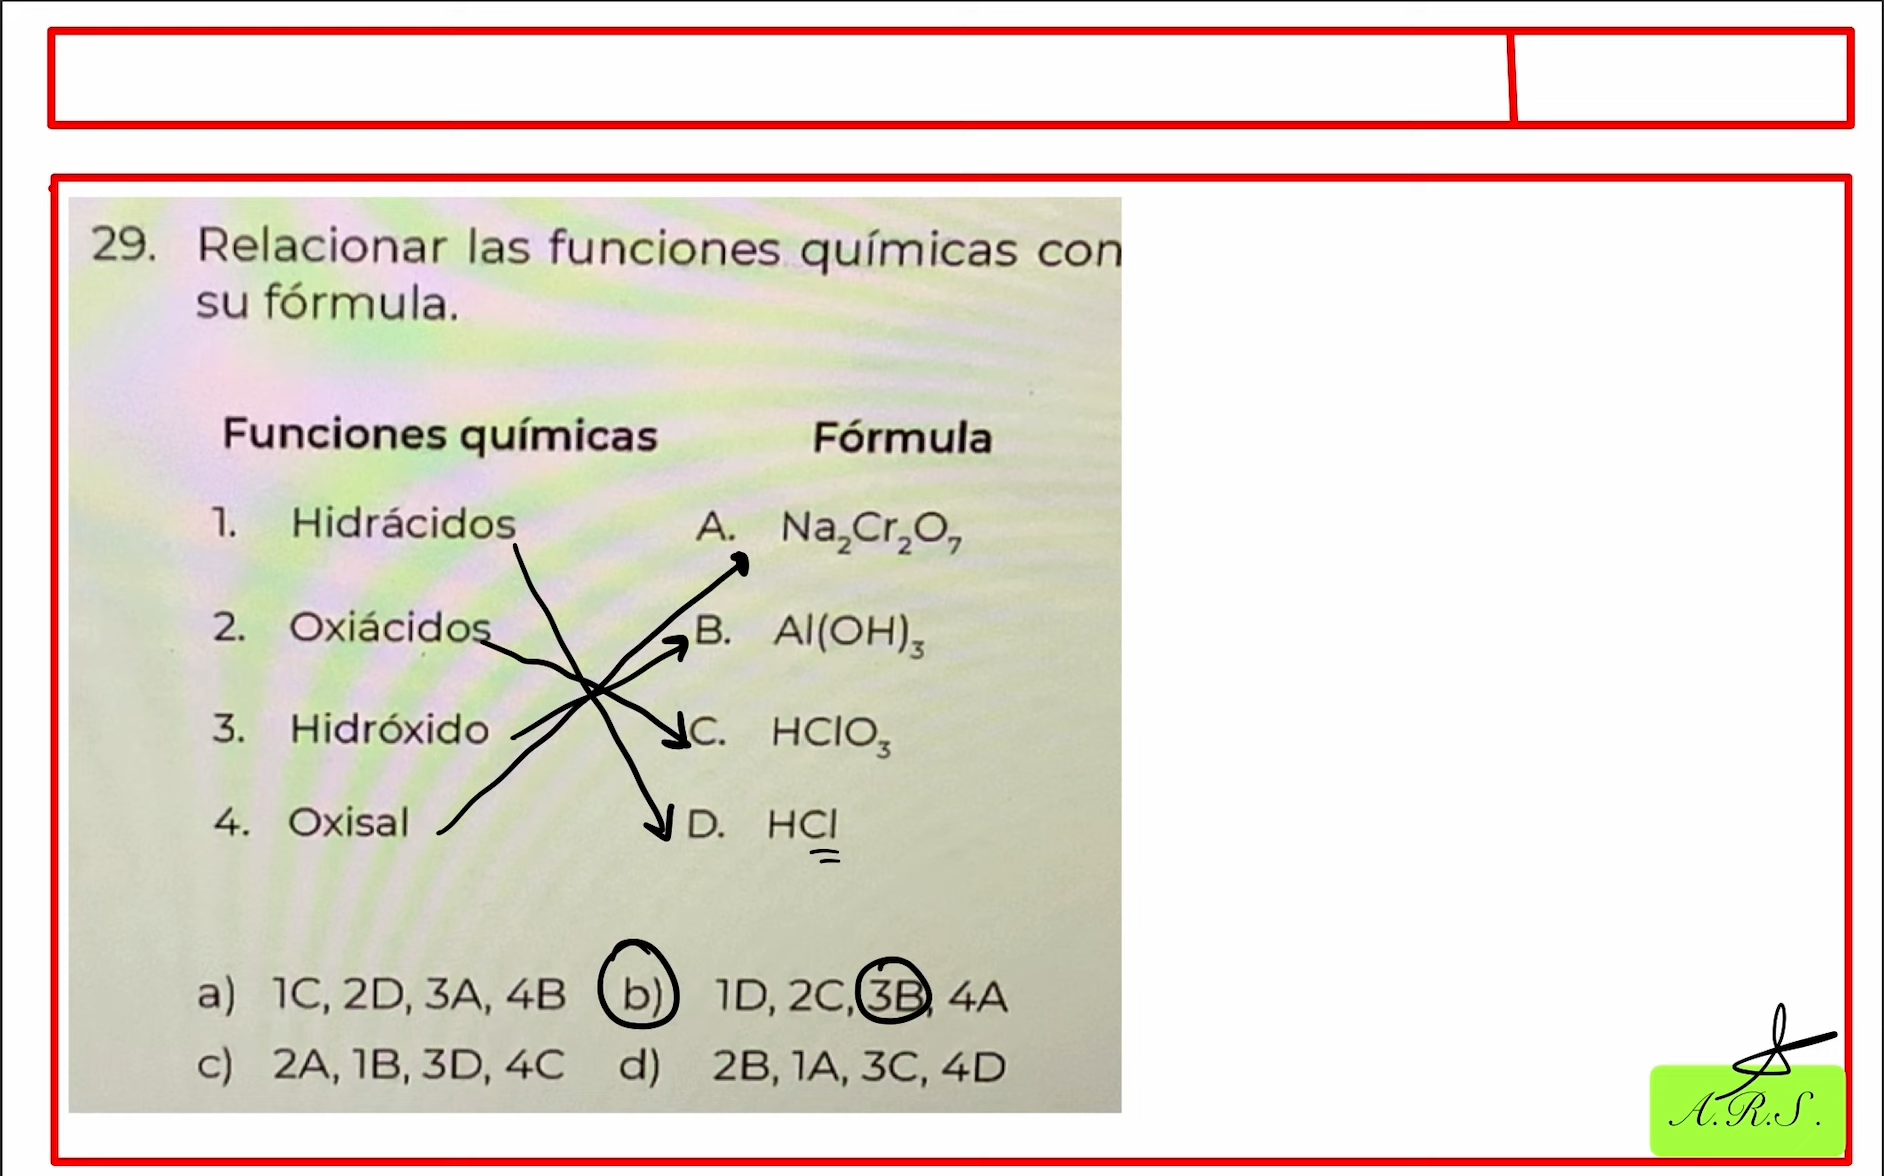 29. Relacionar las funciones químicas con
su fórmula.
Funciones químicas Fórmula
1. Hidrácidos A. Na₂Cr₂O₇
2. Oxiácidos B. Al(OH)₃
3. Hidróxido C. HClO₃
4. Oxisal D. HCl
a) 1C, 2D, 3A, 4B b) 1D, 2C, 3B, 4A
c) 2A, 1B, 3D, 4C d) 2B, 1A, 3C, 4D
A.R.S.